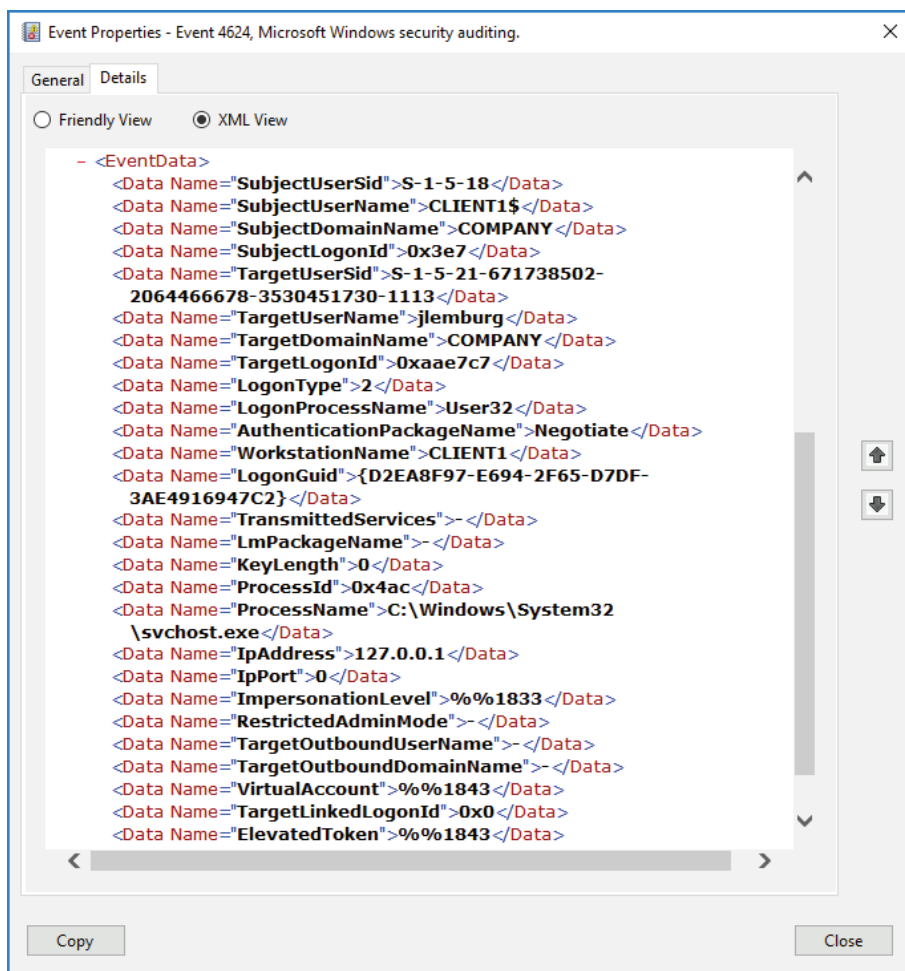 Event Properties - Event 4624, Microsoft Windows security auditing.
General Details
Friendly View XML View
- <EventData>
<Data Name="SubjectUserSid">S-1-5-18</Data>
<Data Name="SubjectUserName">CLIENT1$</Data>
<Data Name="SubjectDomainName">COMPANY</Data>
<Data Name="SubjectLogonId">0x3e7</Data>
<Data Name="TargetUserSid">S-1-5-21-671738502-
2064466678-3530451730-1113</Data>
<Data Name="TargetUserName">jlemburg</Data>
<Data Name="TargetDomainName">COMPANY</Data>
<Data Name="TargetLogonId">0xaae7c7</Data>
<Data Name="LogonType">2</Data>
<Data Name="LogonProcessName">User32</Data>
<Data Name="AuthenticationPackageName">Negotiate</Data>
<Data Name="WorkstationName">CLIENT1</Data>
<Data Name="LogonGuid">{D2EA8F97-E694-2F65-D7DF-
3AE4916947C2}</Data>
<Data Name="TransmittedServices">-</Data>
<Data Name="LmPackageName">-</Data>
<Data Name="KeyLength">0</Data>
<Data Name="ProcessId">0x4ac</Data>
<Data Name="ProcessName">C:\Windows\System32
\svchost.exe</Data>
<Data Name="IpAddress">127.0.0.1</Data>
<Data Name="IpPort">0</Data>
<Data Name="ImpersonationLevel">%%1833</Data>
<Data Name="RestrictedAdminMode">-</Data>
<Data Name="TargetOutboundUserName">-</Data>
<Data Name="TargetOutboundDomainName">-</Data>
<Data Name="VirtualAccount">%%1843</Data>
<Data Name="TargetLinkedLogonId">0x0</Data>
<Data Name="ElevatedToken">%%1843</Data>
Copy Close